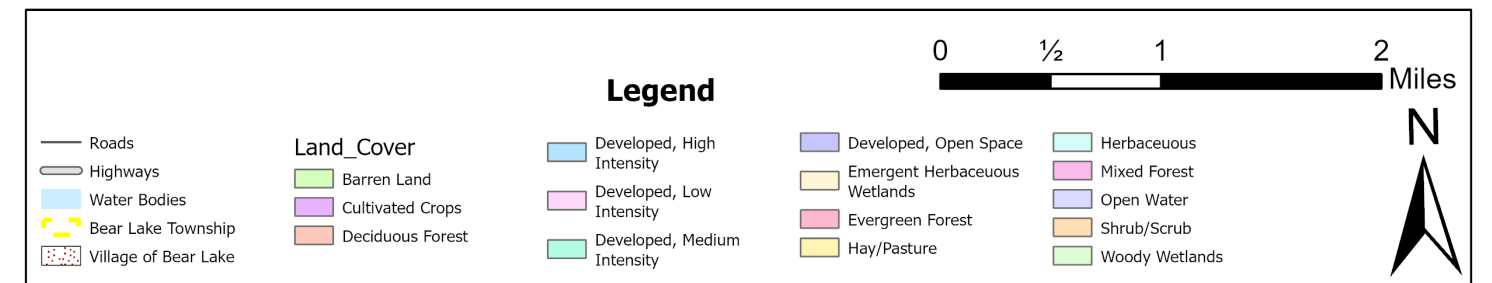 0 ½ 1 2
Miles
N
Legend
Roads
Highways
Water Bodies
Bear Lake Township
Village of Bear Lake
Land_Cover
Barren Land
Cultivated Crops
Deciduous Forest
Developed, High
Intensity
Developed, Low
Intensity
Developed, Medium
Intensity
Developed, Open Space
Emergent Herbaceuous
Wetlands
Evergreen Forest
Hay/Pasture
Herbaceuous
Mixed Forest
Open Water
Shrub/Scrub
Woody Wetlands